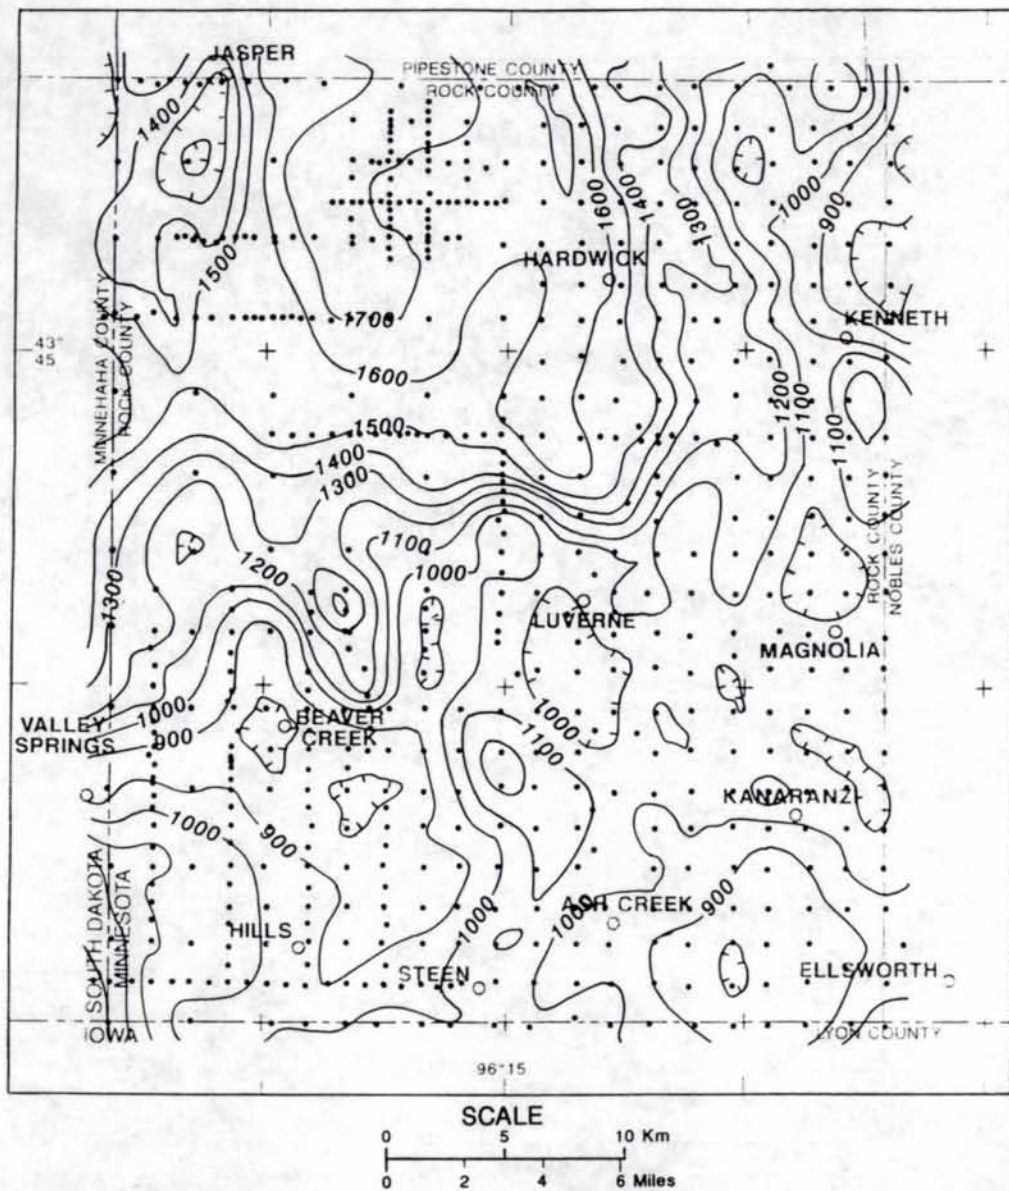 JASPER
PIPESTONE COUNTY
ROCK COUNTY
1400
1600
1400
1300
1000
900
1500
HARDWICK
MINNEHAHA COUNTY
ROCK COUNTY
1700
KENNETH
43°
45
1600
1200
1100
1500
1400
1300
1100
1100
1000
1200
1300
ROCK COUNTY
NOBLES COUNTY
LUVERNE
MAGNOLIA
VALLEY
SPRINGS
1000
900
BEAVER
CREEK
1000
1100
KANARANZI
1000
900
SOUTH DAKOTA
MINNESOTA
HILLS
1000
1000
ASH CREEK
900
STEEN
ELLSWORTH
IOWA
LYON COUNTY
96°15
SCALE
0 5 10 Km
0 2 4 6 Miles